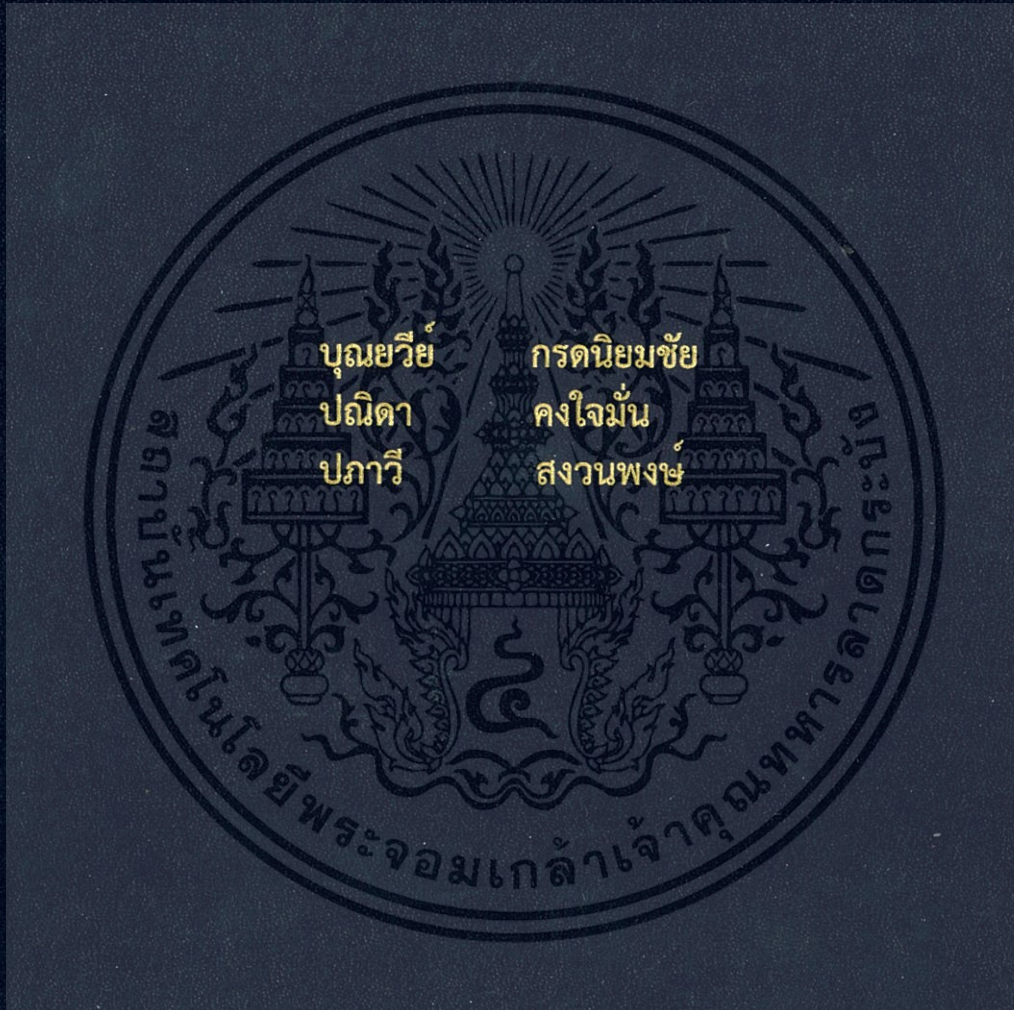 บุณยวีย์ กรดนิยมชัย
ปณิดา คงใจมั่น
ปภาวี สงวนพงษ์
๔
สถาบันเทคโนโลยีพระจอมเกล้าเจ้าคุณทหารลาดกระบัง